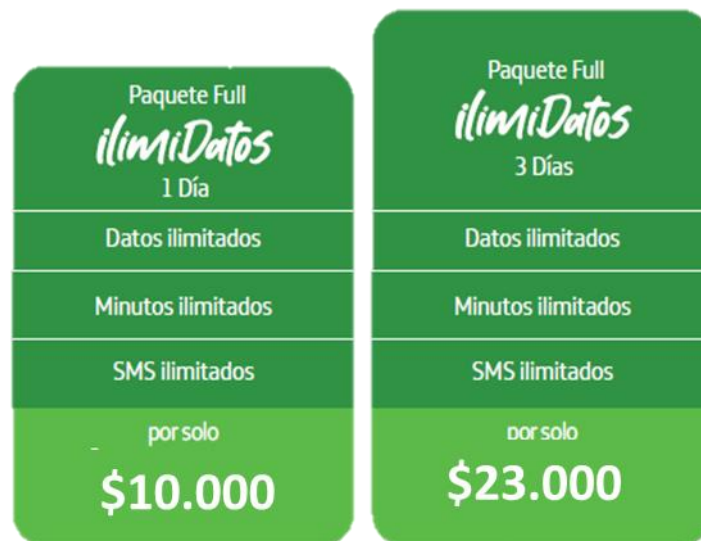 Paquete Full
ilimiDatos
1 Día
Datos ilimitados
Minutos ilimitados
SMS ilimitados
por solo
$10.000
Paquete Full
ilimiDatos
3 Días
Datos ilimitados
Minutos ilimitados
SMS ilimitados
por solo
$23.000